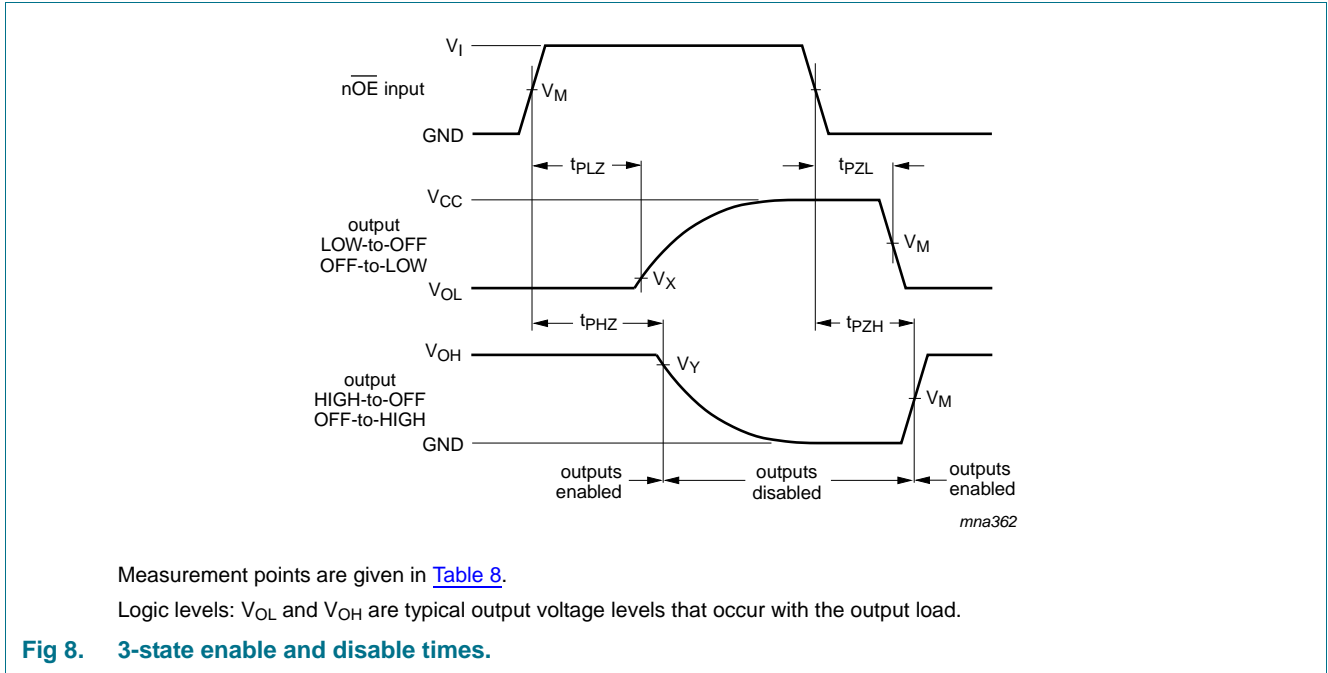 V_I
nOE input
V_M
GND
t_PLZ
t_PZL
V_CC
output
LOW-to-OFF
OFF-to-LOW
V_M
V_X
V_OL
t_PHZ
t_PZH
V_OH
V_Y
output
HIGH-to-OFF
OFF-to-HIGH
V_M
GND
outputs
enabled
outputs
disabled
outputs
enabled
mna362
Measurement points are given in Table 8.
Logic levels: V_OL and V_OH are typical output voltage levels that occur with the output load.
Fig 8. 3-state enable and disable times.